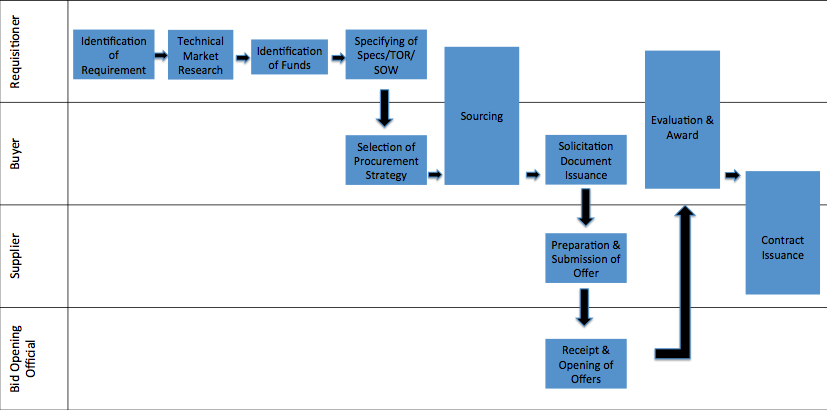 Requisitioner
Identification
of
Requirement
Technical
Market
Research
Identification
of Funds
Specifying of
Specs/TOR/
SOW
Buyer
Selection of
Procurement
Strategy
Sourcing
Solicitation
Document
Issuance
Evaluation &
Award
Supplier
Preparation &
Submission of
Offer
Contract
Issuance
Bid Opening
Official
Receipt &
Opening of
Offers